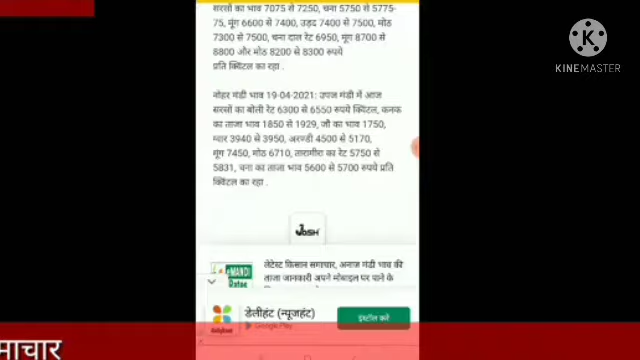 सरसों का भाव 7075 से 7250, चना 5750 से 5775-
75, मूंग 6600 से 7400, उड़द 7400 से 7500, मोठ
7300 से 7500, चना दाल रेट 6950, मूंग 8700 से
8800 और मोठ 8200 से 8300 रुपये
प्रति क्विंटल का रहा .
नोहर मंडी भाव 19-04-2021: उपज मंडी में आज
सरसों का बोली रेट 6300 से 6550 रुपये क्विंटल, कनक
का ताजा भाव 1850 से 1929, जौ का भाव 1750,
ग्वार 3940 से 3950, अरण्डी 4500 से 5170,
मूंग 7450, मोठ 6710, तारामीरा का रेट 5750 से
5831, चना का ताजा भाव 5600 से 5700 रुपये प्रति
क्विंटल का रहा .
KINEMASTER
Josh
लेटेस्ट किसान समाचार, अनाज मंडी भाव की
ताजा जानकारी अपने मोबाइल पर पाने के
eMANDI
Rates
डेलीहंट (न्यूज़हंट)
Google Play
इंस्टॉल करें
माचार